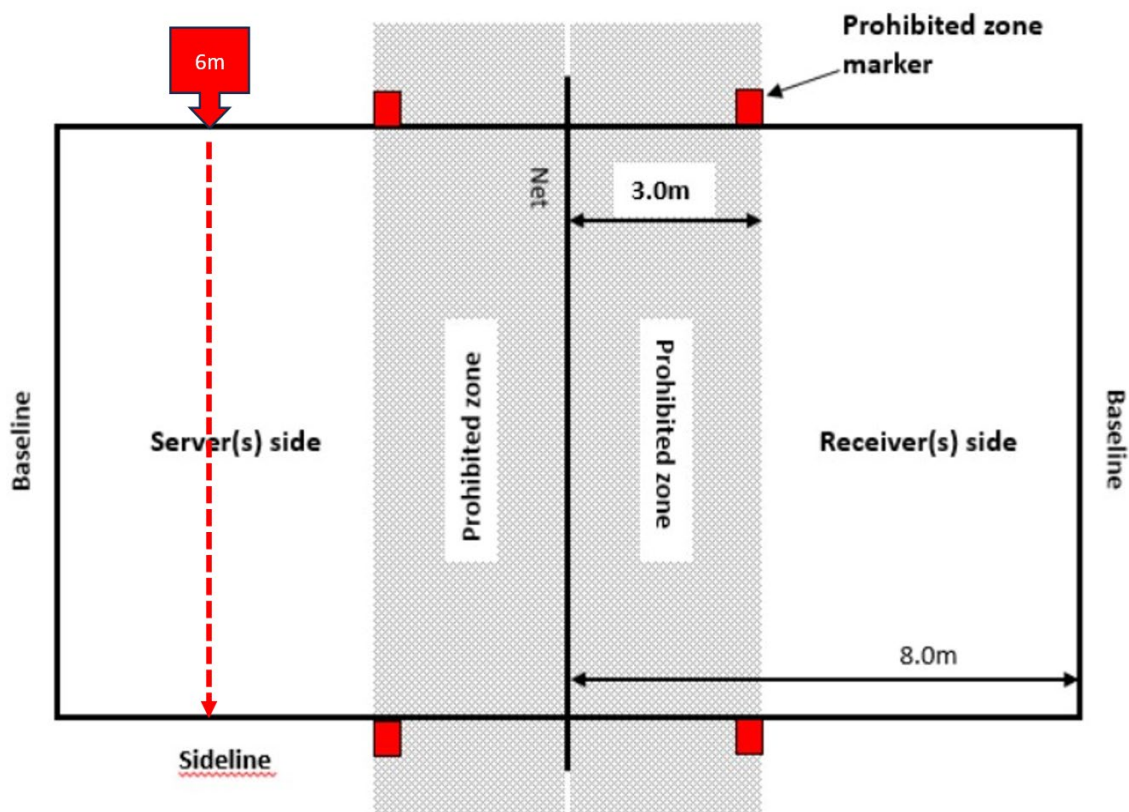 Prohibited zone
marker
6m
Net
3.0m
Prohibited zone
Prohibited zone
Baseline
Server(s) side
Receiver(s) side
Baseline
8.0m
Sideline